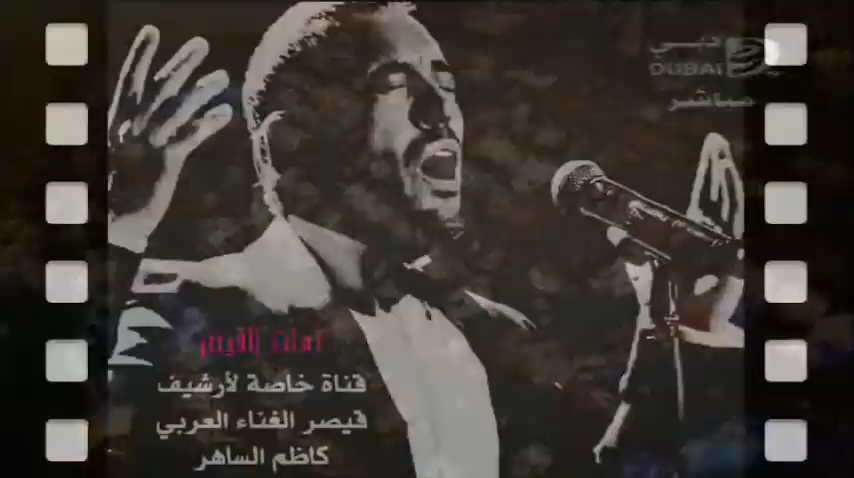 دبي
DUBAI
مباشر
قناة خاصة لأرشيف
قيصر الغناء العربي
كاظم الساهر